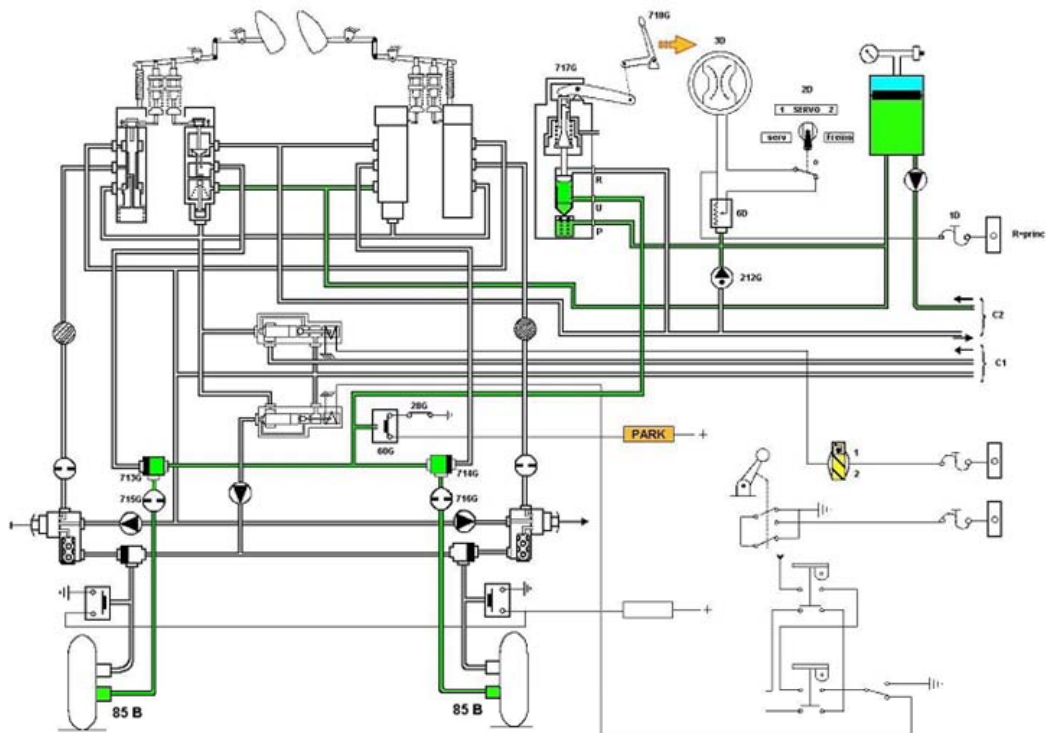 718G
3D
717G
2D
1 SERVO 2
serv
freins
R
U
P
6D
1D
R=princ
212G
C2
C1
28G
60G
PARK
+
713G
714G
1
2
715G
716G
+
85 B
85 B